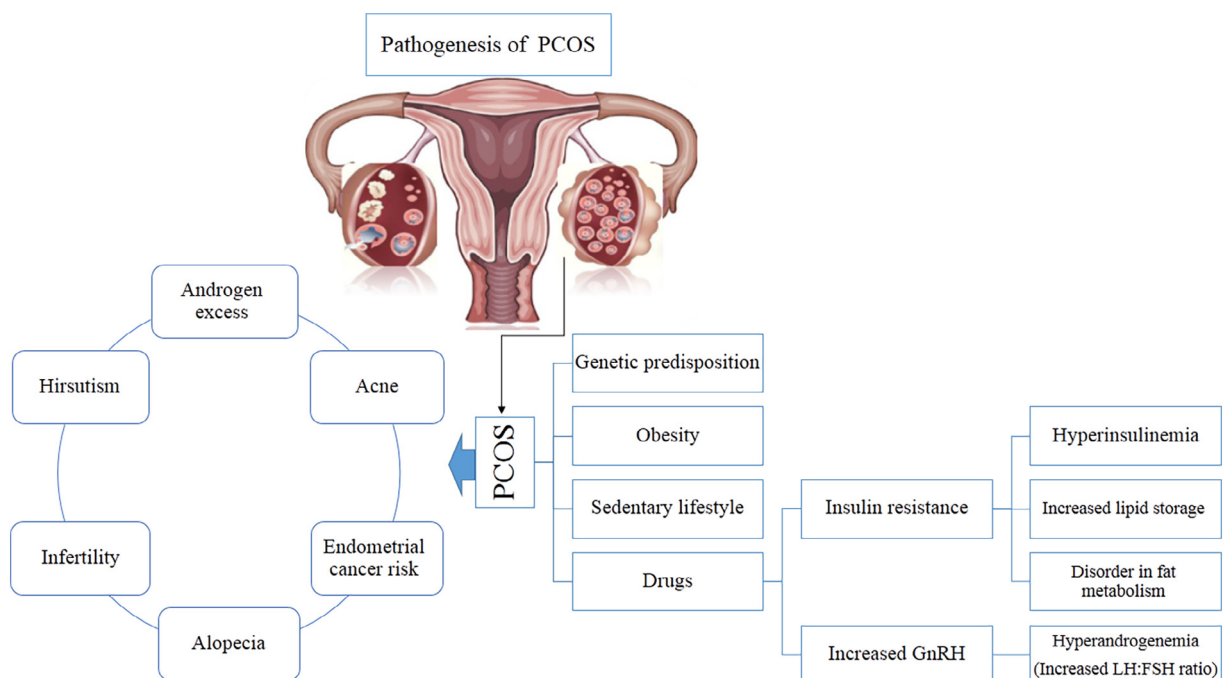 Pathogenesis of PCOS
Androgen
excess
Hirsutism
Acne
Infertility
Endometrial
cancer risk
Alopecia
PCOS
Genetic predisposition
Obesity
Sedentary lifestyle
Drugs
Insulin resistance
Increased GnRH
Hyperinsulinemia
Increased lipid storage
Disorder in fat
metabolism
Hyperandrogenemia
(Increased LH:FSH ratio)